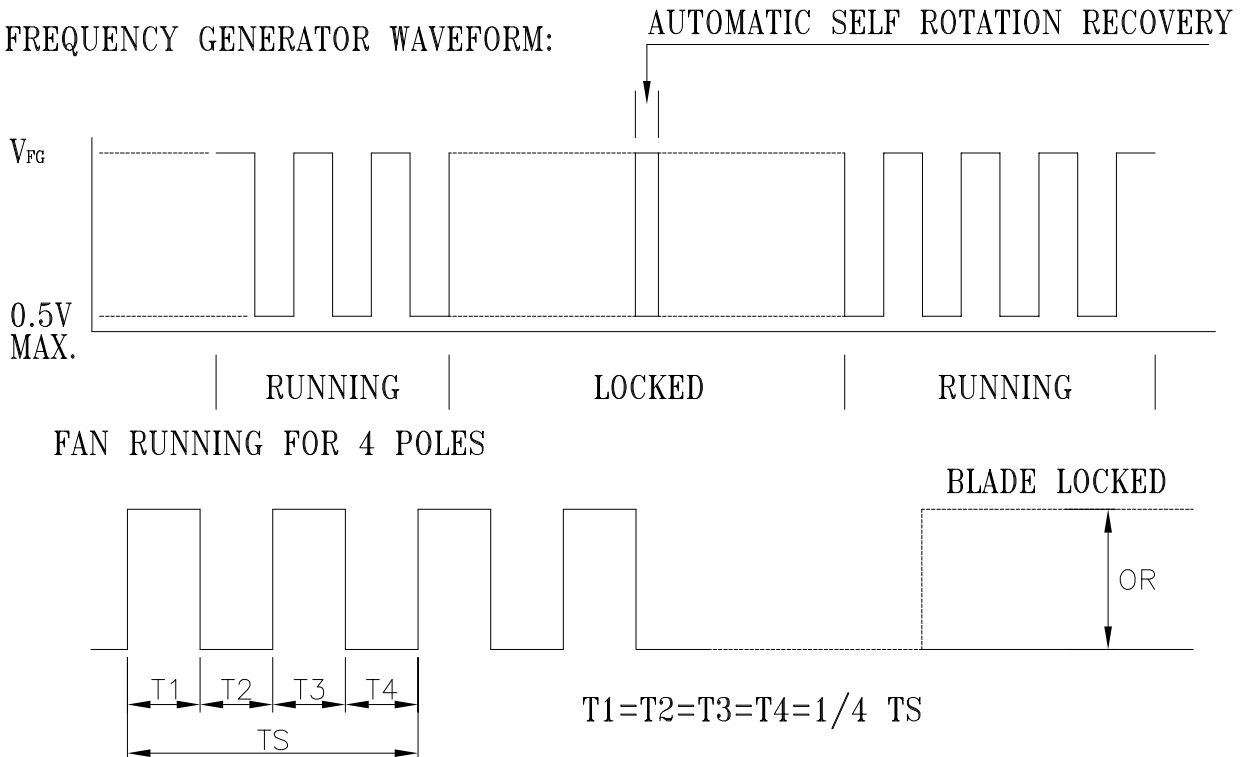 AUTOMATIC SELF ROTATION RECOVERY
FREQUENCY GENERATOR WAVEFORM:
VFG
0.5V
MAX.
RUNNING
LOCKED
RUNNING
FAN RUNNING FOR 4 POLES
BLADE LOCKED
OR
T1
T2
T3
T4
T1=T2=T3=T4=1/4 TS
TS